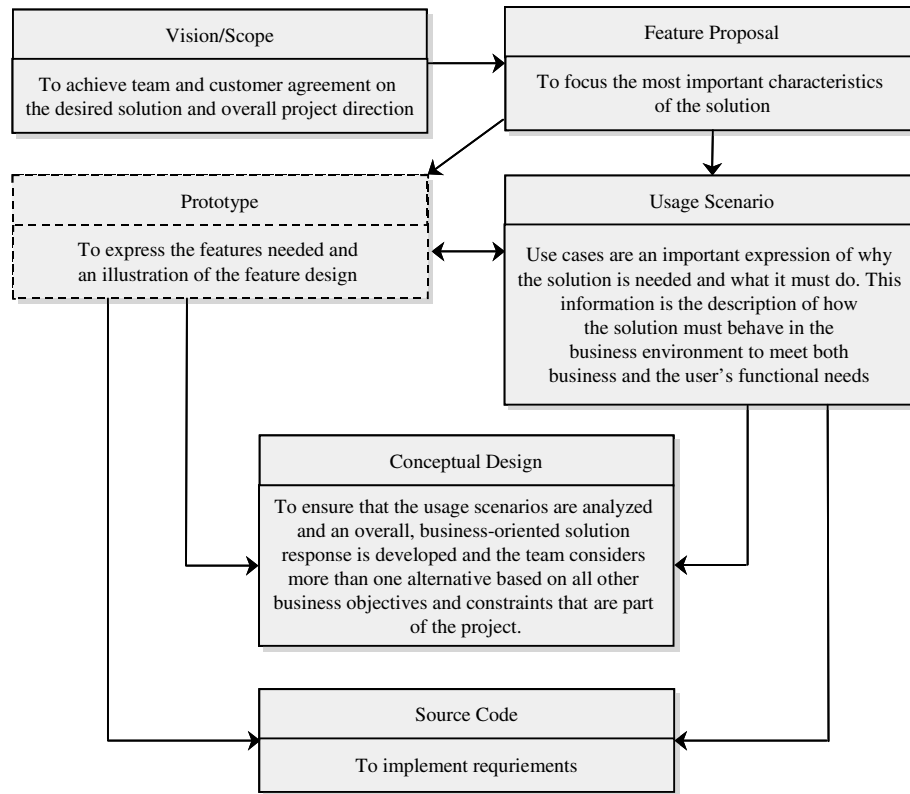 Vision/Scope
To achieve team and customer agreement on
the desired solution and overall project direction
Feature Proposal
To focus the most important characteristics
of the solution
Prototype
To express the features needed and
an illustration of the feature design
Usage Scenario
Use cases are an important expression of why
the solution is needed and what it must do. This
information is the description of how
the solution must behave in the
business environment to meet both
business and the user’s functional needs
Conceptual Design
To ensure that the usage scenarios are analyzed
and an overall, business-oriented solution
response is developed and the team considers
more than one alternative based on all other
business objectives and constraints that are part
of the project.
Source Code
To implement requriements